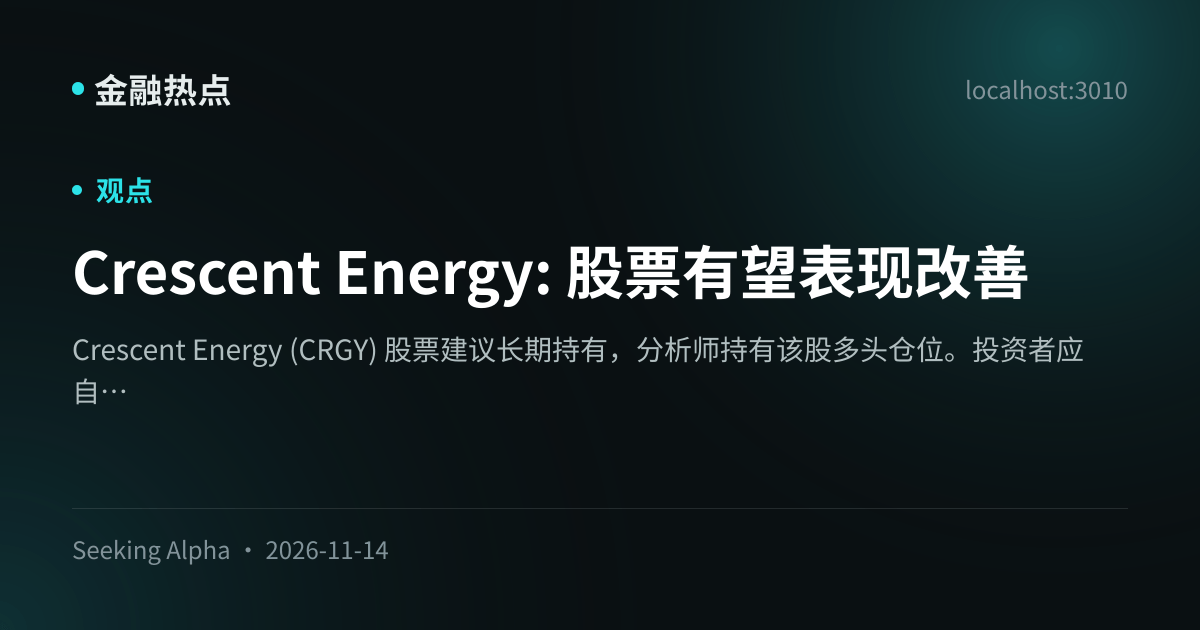 金融热点
localhost:3010
观点
Crescent Energy: 股票有望表现改善
Crescent Energy (CRGY) 股票建议长期持有，分析师持有该股多头仓位。投资者应
自…
Seeking Alpha • 2026-11-14